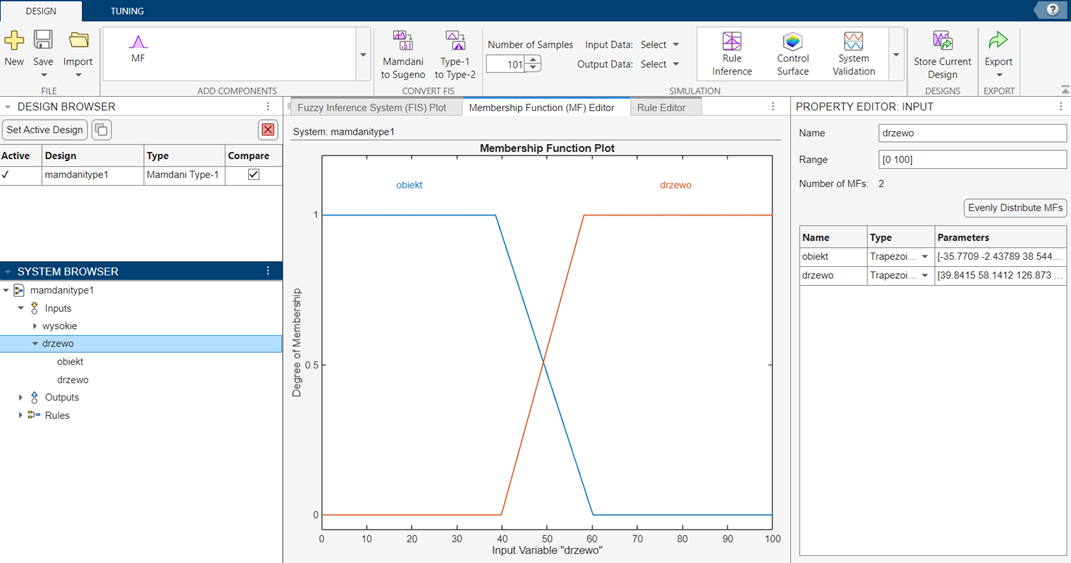 DESIGN TUNING
?
New Save Import
FILE
MF
ADD COMPONENTS
Mamdani to Sugeno
Type-1 to Type-2
CONVERT FIS
Number of Samples 101
Input Data: Select
Output Data: Select
Rule Inference
Control Surface
System Validation
SIMULATION
Store Current Design
DESIGNS
Export
EXPORT
DESIGN BROWSER
Set Active Design
Active Design Type Compare
mamdanitype1 Mamdani Type-1
SYSTEM BROWSER
mamdanitype1
Inputs
wysokie
drzewo
obiekt
drzewo
Outputs
Rules
Fuzzy Inference System (FIS) Plot Membership Function (MF) Editor Rule Editor
System: mamdanitype1
Membership Function Plot
obiekt drzewo
Degree of Membership
1
0.5
0
0 10 20 30 40 50 60 70 80 90 100
Input Variable "drzewo"
PROPERTY EDITOR: INPUT
Name drzewo
Range [0 100]
Number of MFs: 2
Evenly Distribute MFs
Name Type Parameters
obiekt Trapezoi... [-35.7709 -2.43789 38.544...
drzewo Trapezoi... [39.8415 58.1412 126.873 ...